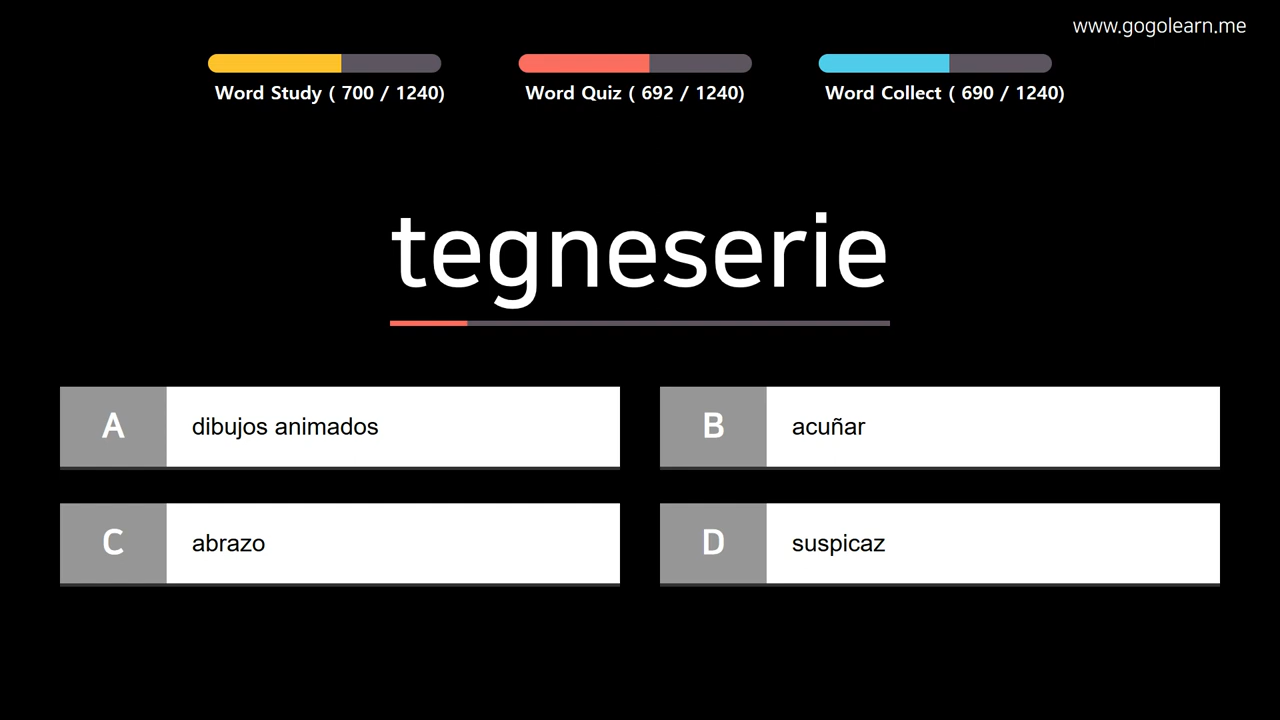 www.gogolearn.me
Word Study ( 700 / 1240)
Word Quiz ( 692 / 1240)
Word Collect ( 690 / 1240)
tegneserie
A
dibujos animados
B
acuñar
C
abrazo
D
suspicaz